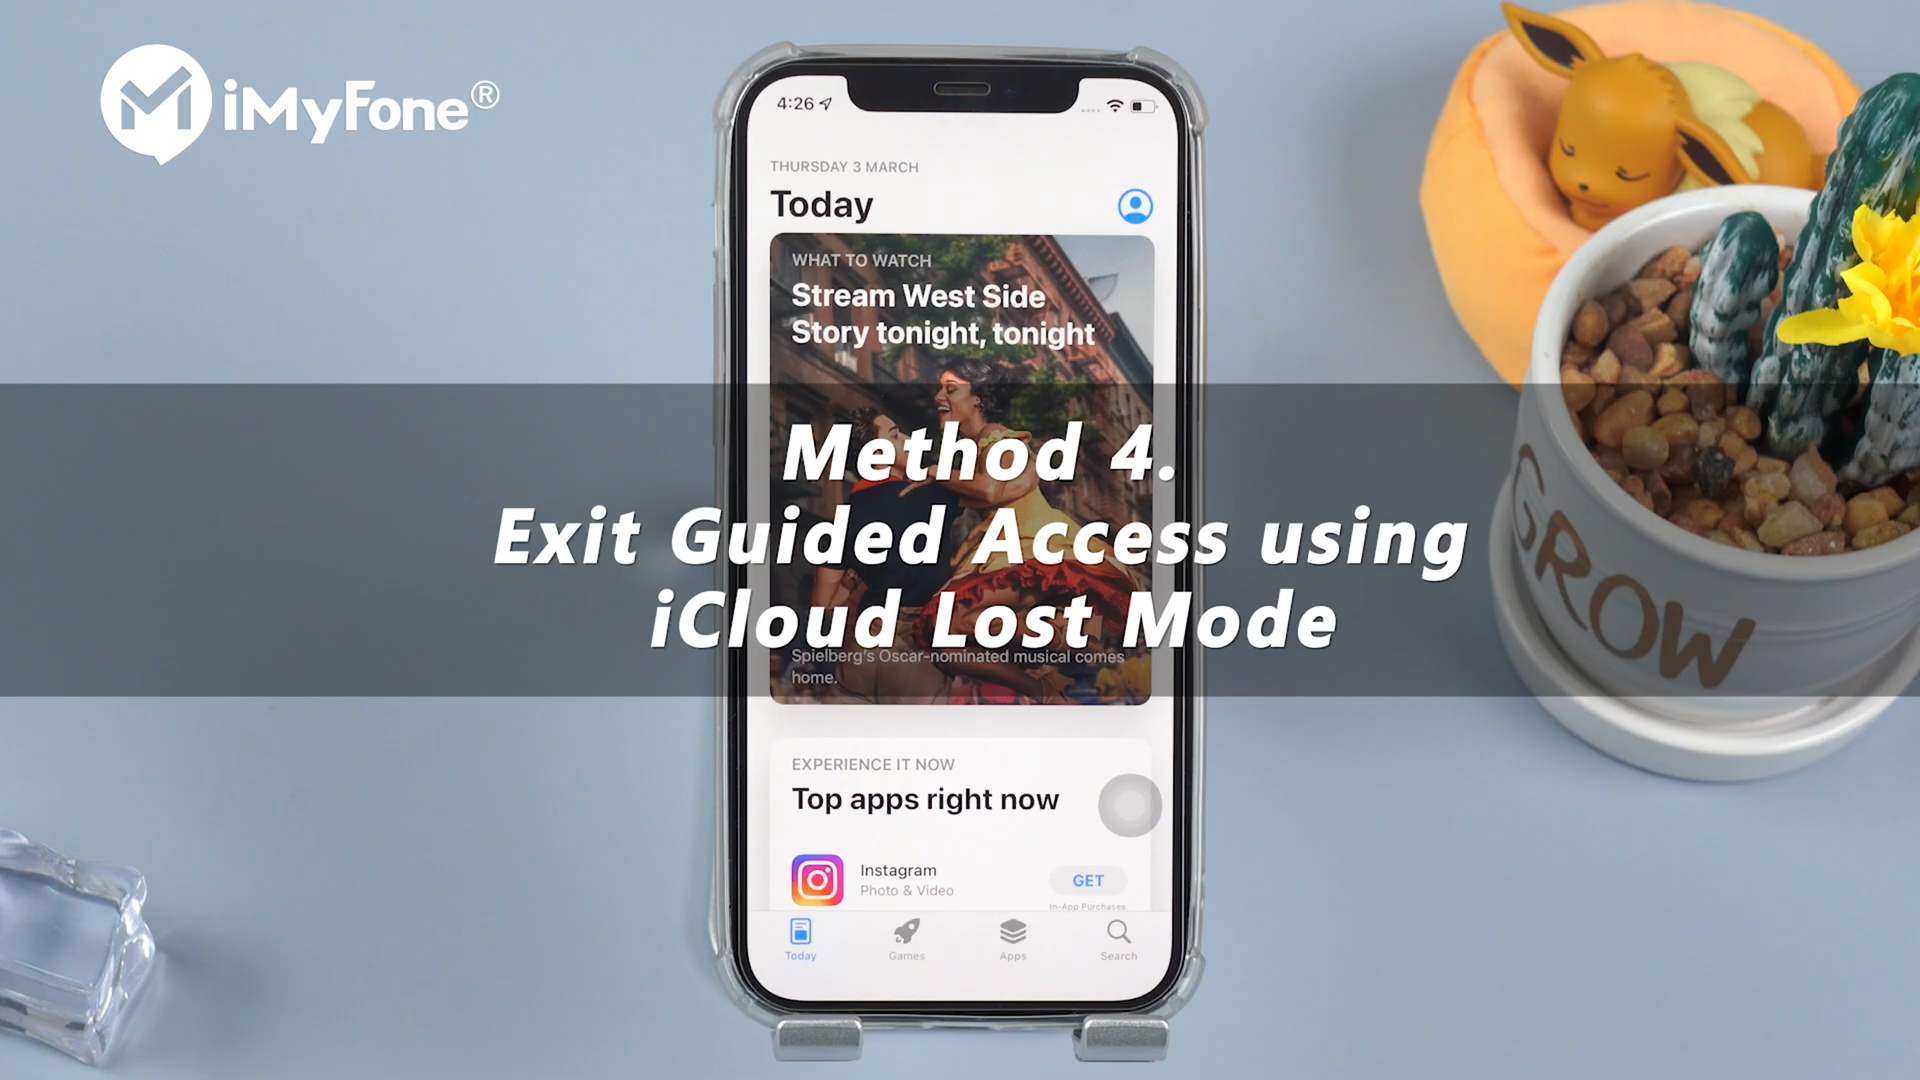 iMyFone®
4:26
THURSDAY 3 MARCH
Today
WHAT TO WATCH
Stream West Side
Story tonight, tonight
Method 4.
Exit Guided Access using
iCloud Lost Mode
Spielberg's Oscar-nominated musical comes
home.
EXPERIENCE IT NOW
Top apps right now
Instagram
Photo & Video
GET
In-App Purchases
Today
Games
Apps
Search
GROW